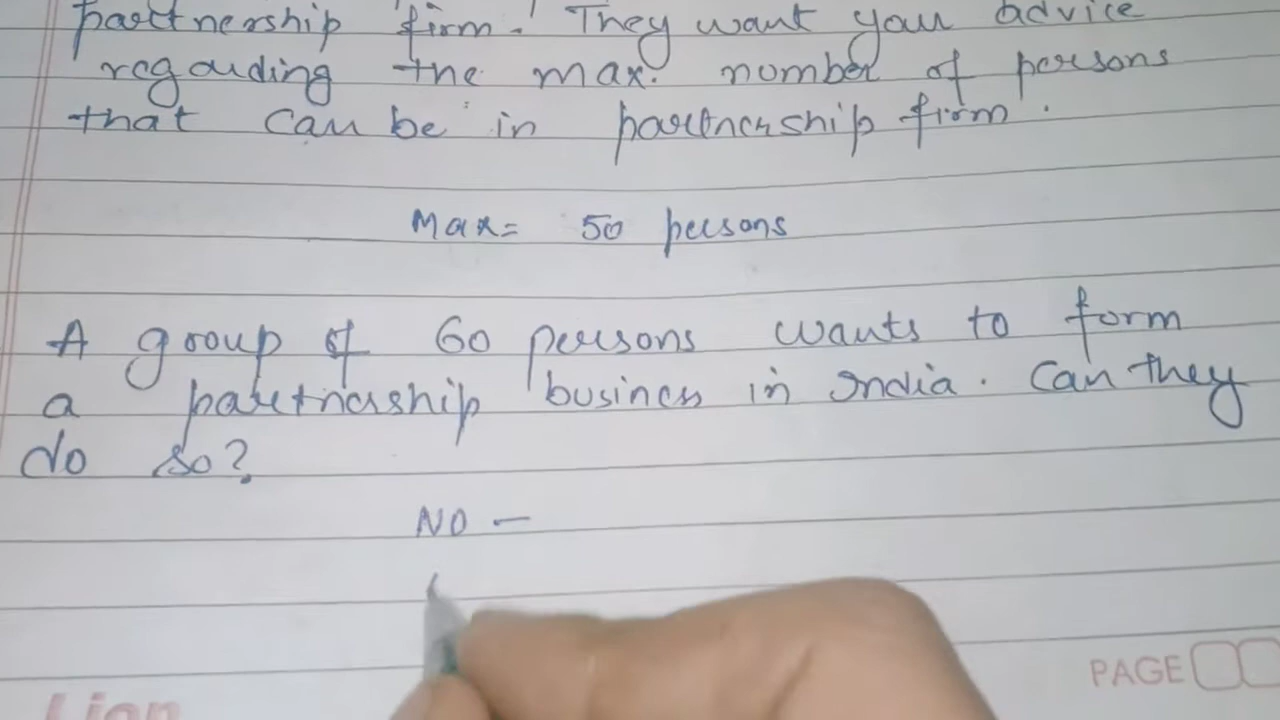 partnership firm. They want your advice
regarding the max. number of persons
that can be in partnership firm.
Max= 50 persons
A group of 60 persons wants to form
a partnership business in India. Can they
do so?
NO -
PAGE
Lion